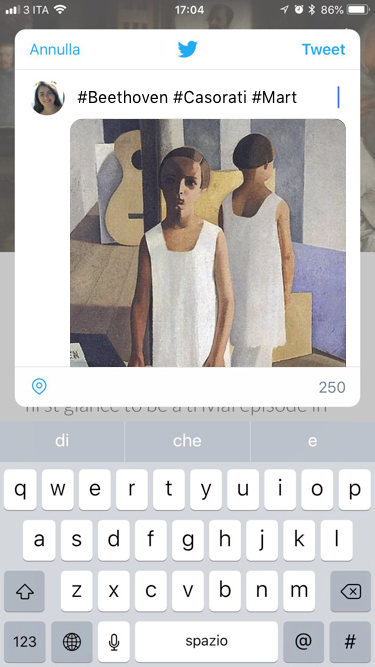 3 ITA 17:04 86%
Annulla Tweet
#Beethoven #Casorati #Mart
250
first glance to be a trivial episode in
di che e
q w e r t y u i o p
a s d f g h j k l
z x c v b n m
123 spazio @ #